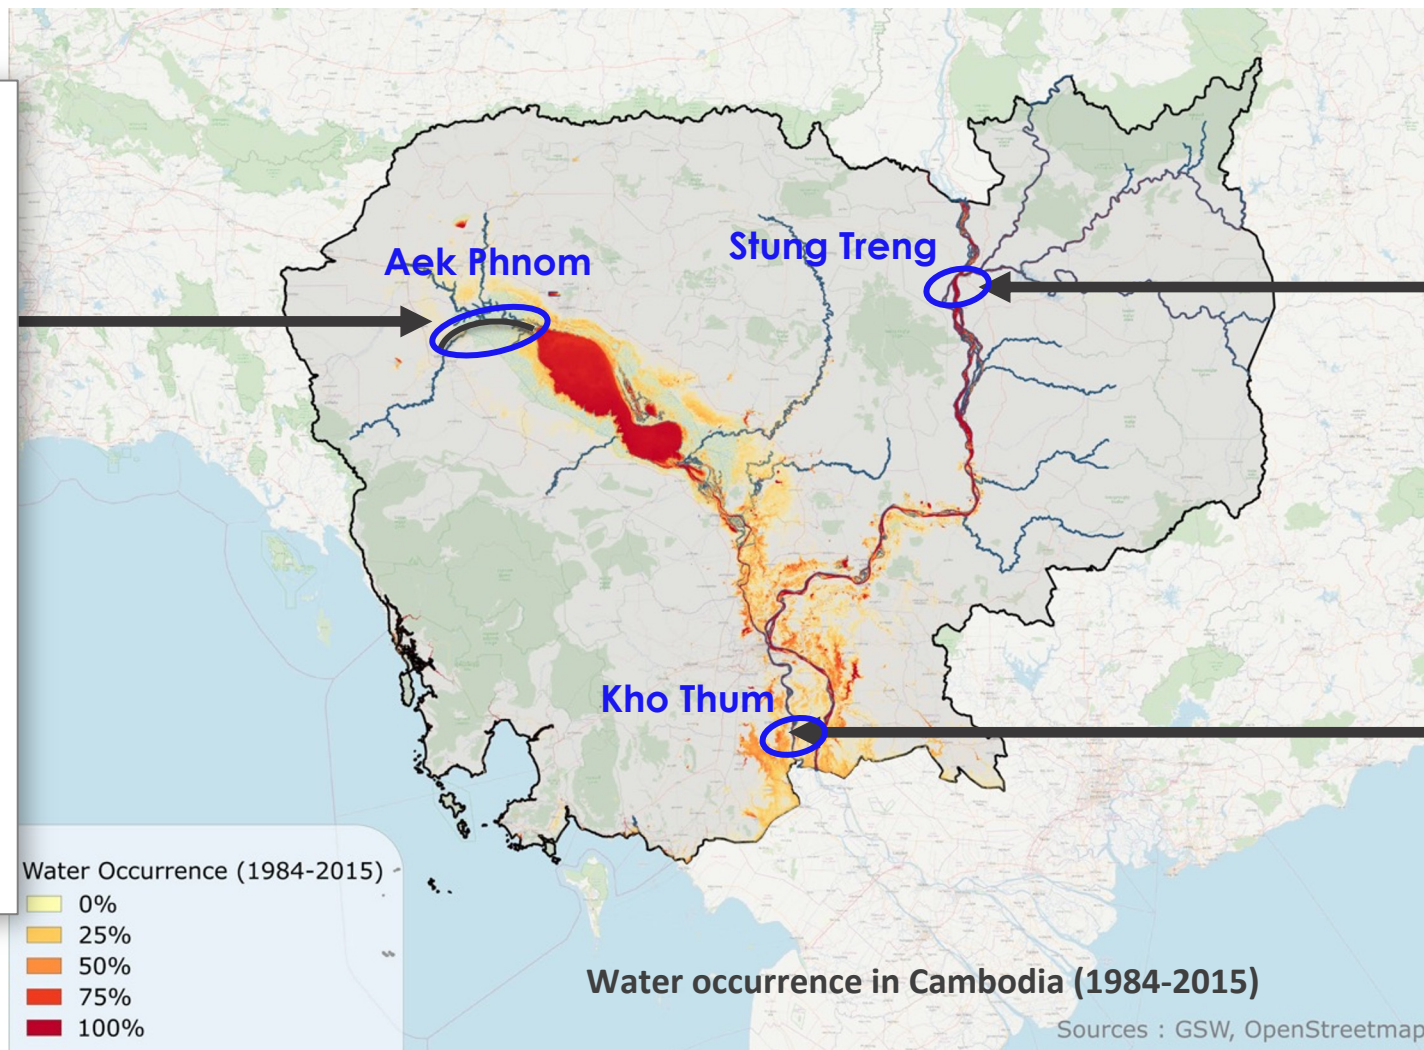 Aek Phnom
Stung Treng
Kho Thum
Water Occurrence (1984-2015)
0%
25%
50%
75%
100%
Water occurrence in Cambodia (1984-2015)
Sources : GSW, OpenStreetmap